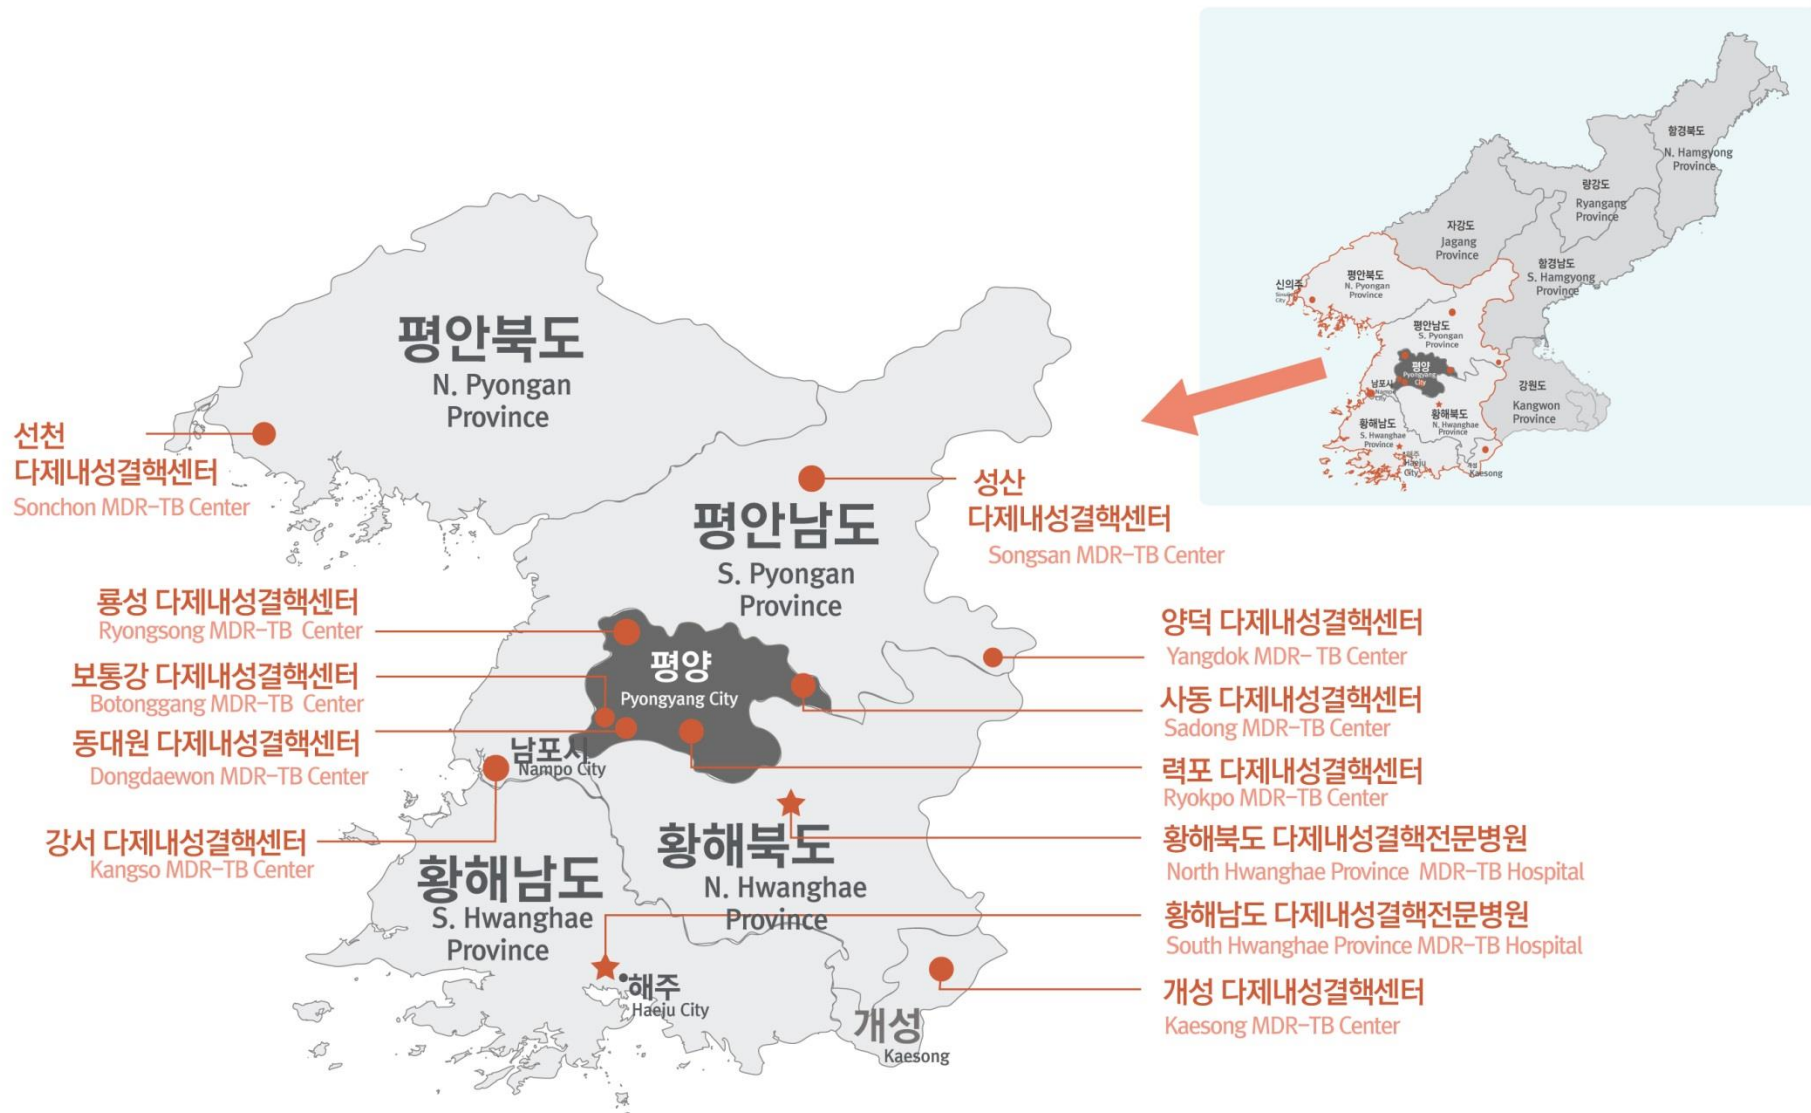 평안북도
N. Pyongan
Province
선천
다제내성결핵센터
Sonchon MDR-TB Center
성산
다제내성결핵센터
Songsan MDR-TB Center
평안남도
S. Pyongan
Province
룡성 다제내성결핵센터
Ryongsong MDR-TB Center
보통강 다제내성결핵센터
Botonggang MDR-TB Center
동대원 다제내성결핵센터
Dongdaewon MDR-TB Center
강서 다제내성결핵센터
Kangso MDR-TB Center
평양
Pyongyang City
남포시
Nampo City
황해남도
S. Hwanghae
Province
황해북도
N. Hwanghae
Province
해주
Haeju City
개성
Kaesong
양덕 다제내성결핵센터
Yangdok MDR- TB Center
사동 다제내성결핵센터
Sadong MDR-TB Center
력포 다제내성결핵센터
Ryokpo MDR-TB Center
황해북도 다제내성결핵전문병원
North Hwanghae Province MDR-TB Hospital
황해남도 다제내성결핵전문병원
South Hwanghae Province MDR-TB Hospital
개성 다제내성결핵센터
Kaesong MDR-TB Center
함경북도
N. Hamgyong
Province
량강도
Ryangang
Province
자강도
Jagang
Province
함경남도
S. Hamgyong
Province
평안북도
N. Pyongan
Province
신의주
City
평안남도
S. Pyongan
Province
평양
Pyongyang
City
남포시
Nampo
City
강원도
Kangwon
Province
황해북도
N. Hwanghae
Province
황해남도
S. Hwanghae
Province
Haeju
City
Kaesong